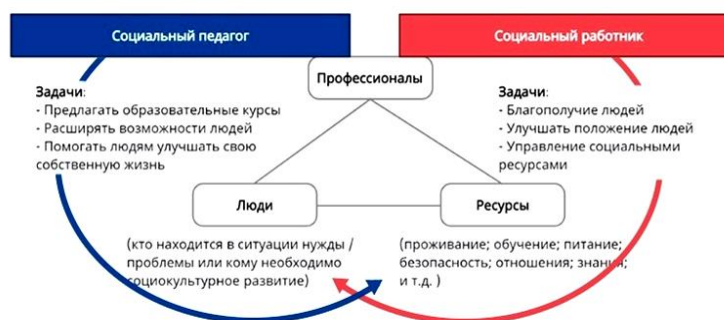 Социальный педагог
Социальный работник
Профессионалы
Задачи:
- Предлагать образовательные курсы
- Расширять возможности людей
- Помогать людям улучшать свою
собственную жизнь
Задачи:
- Благополучие людей
- Улучшать положение людей
- Управление социальными
ресурсами
Люди
Ресурсы
(кто находится в ситуации нужды /
проблемы или кому необходимо
социокультурное развитие)
(проживание; обучение; питание;
безопасность; отношения; знания;
и т.д. )